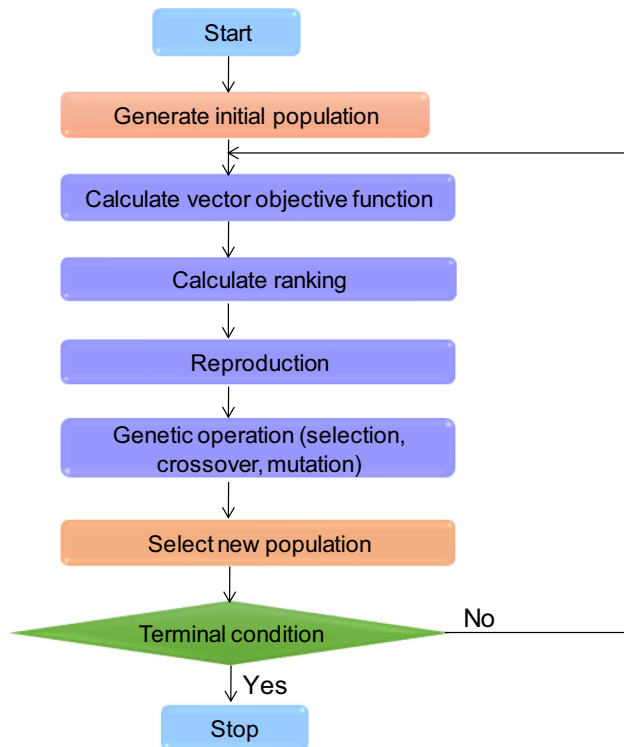 Start
Generate initial population
Calculate vector objective function
Calculate ranking
Reproduction
Genetic operation (selection,
crossover, mutation)
Select new population
Terminal condition
No
Yes
Stop